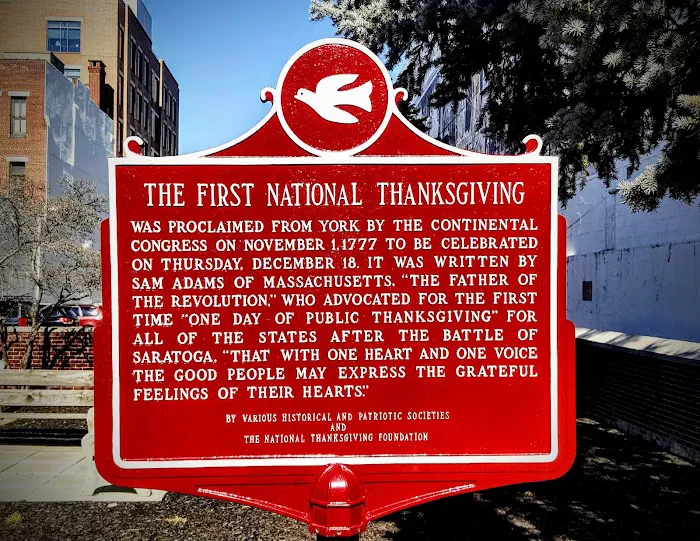 THE FIRST NATIONAL THANKSGIVING
WAS PROCLAIMED FROM YORK BY THE CONTINENTAL
CONGRESS ON NOVEMBER 1, 1777 TO BE CELEBRATED
ON THURSDAY, DECEMBER 18. IT WAS WRITTEN BY
SAM ADAMS OF MASSACHUSETTS, "THE FATHER OF
THE REVOLUTION," WHO ADVOCATED FOR THE FIRST
TIME "ONE DAY OF PUBLIC THANKSGIVING" FOR
ALL OF THE STATES AFTER THE BATTLE OF
SARATOGA, "THAT WITH ONE HEART AND ONE VOICE
THE GOOD PEOPLE MAY EXPRESS THE GRATEFUL
FEELINGS OF THEIR HEARTS."
BY VARIOUS HISTORICAL AND PATRIOTIC SOCIETIES
AND
THE NATIONAL THANKSGIVING FOUNDATION